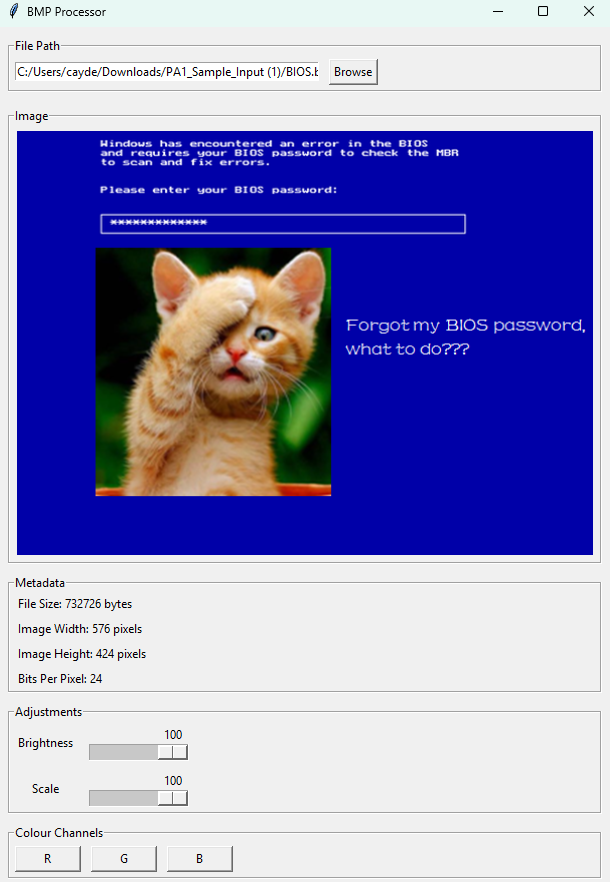 BMP Processor
File Path
C:/Users/cayde/Downloads/PA1_Sample_Input (1)/BIOS.b
Browse
Image
Windows has encountered an error in the BIOS
and requires your BIOS password to check the MBR
to scan and fix errors.
Please enter your BIOS password:
*************
Forgot my BIOS password,
what to do???
Metadata
File Size: 732726 bytes
Image Width: 576 pixels
Image Height: 424 pixels
Bits Per Pixel: 24
Adjustments
100
Brightness
100
Scale
Colour Channels
R G B